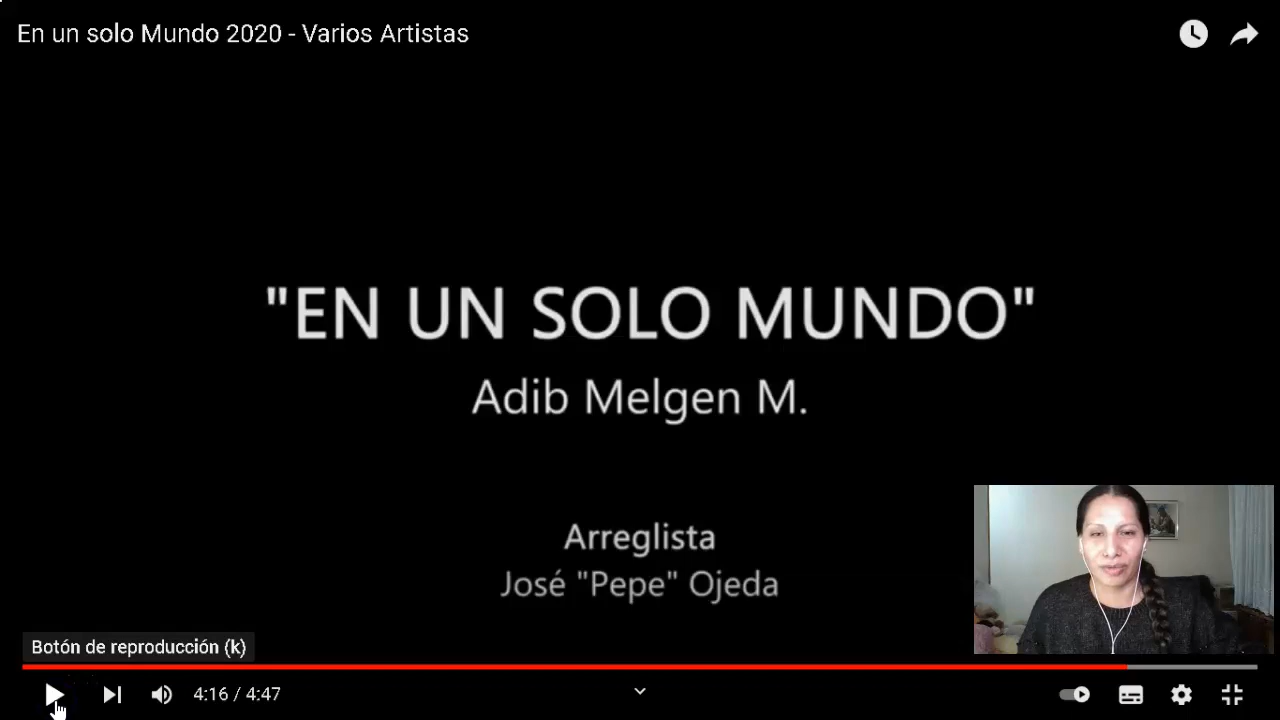 En un solo Mundo 2020 - Varios Artistas
"EN UN SOLO MUNDO"
Adib Melgen M.
Arreglista
José "Pepe" Ojeda
Botón de reproducción (k)
4:16 / 4:47